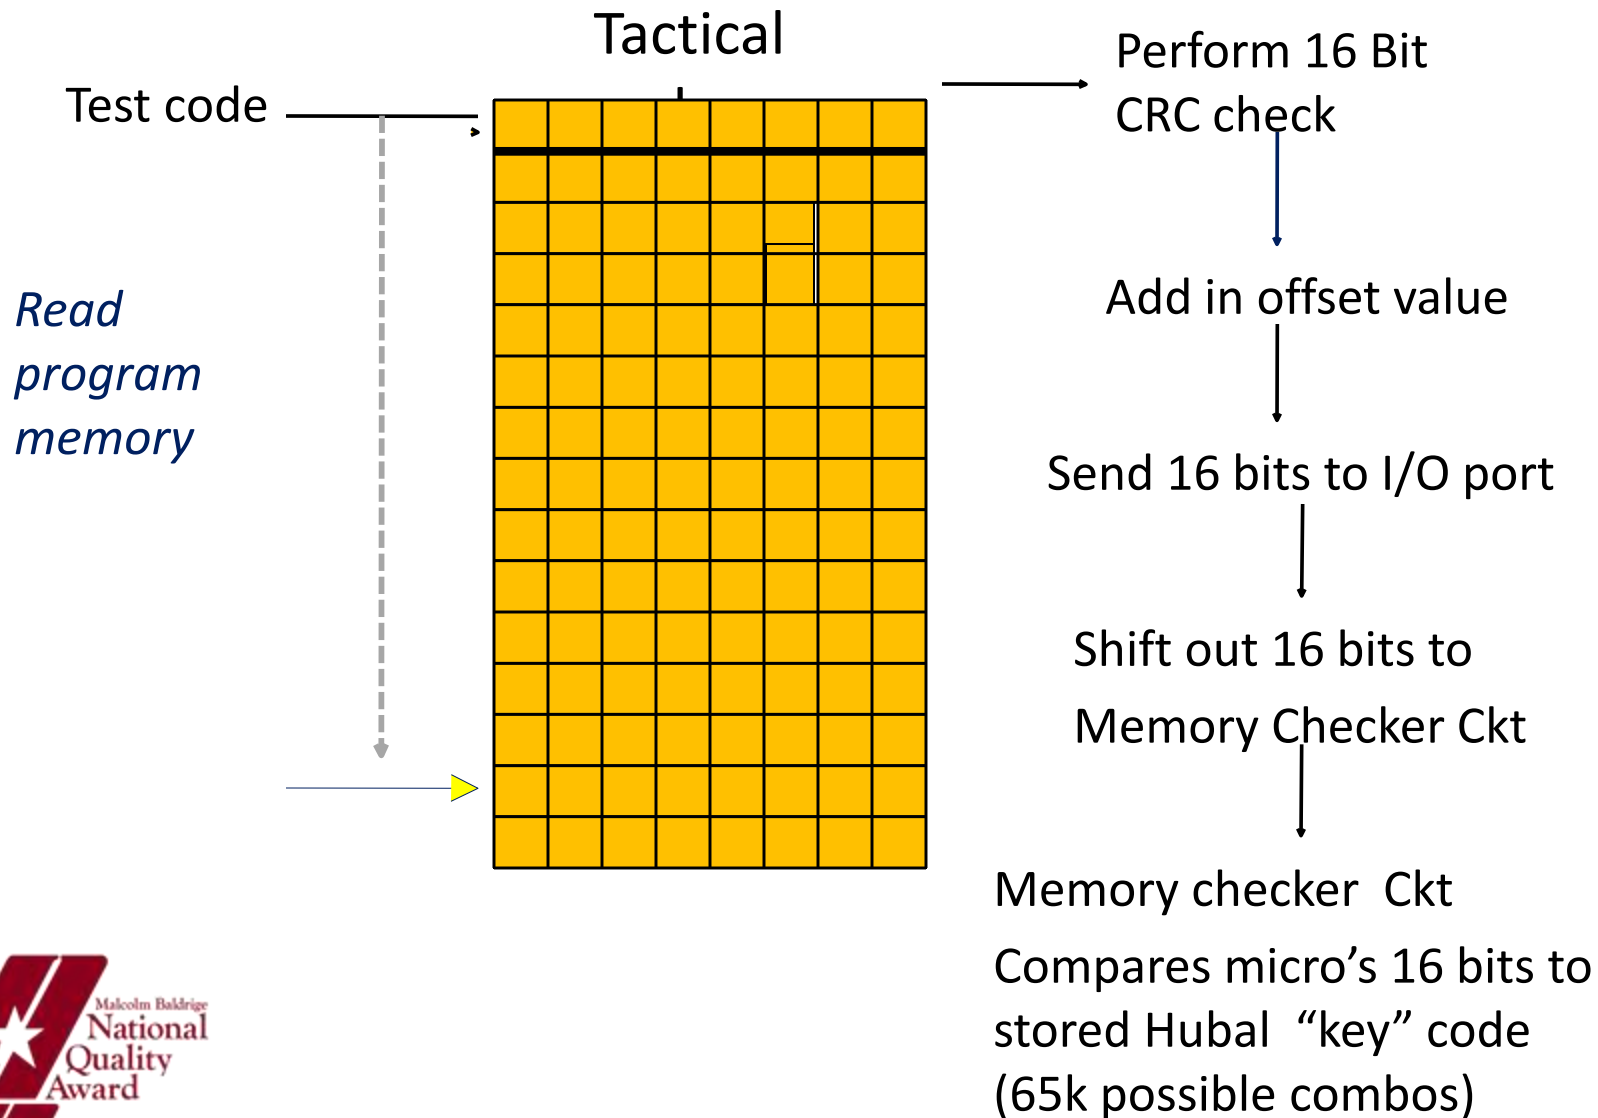 Tactical
Test code
Read
program
memory
Perform 16 Bit
CRC check
Add in offset value
Send 16 bits to I/O port
Shift out 16 bits to
Memory Checker Ckt
Memory checker  Ckt
Compares micro’s 16 bits to
stored Hubal  “key” code
(65k possible combos)
Malcolm Baldrige
National
Quality
Award